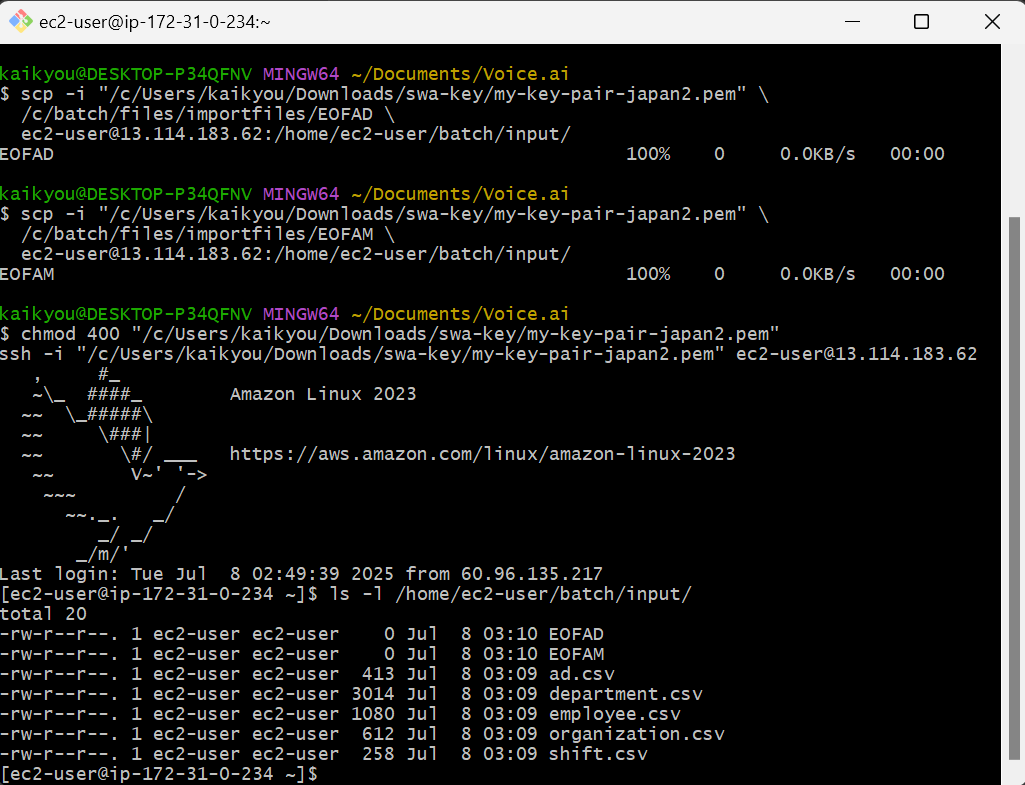 ec2-user@ip-172-31-0-234:~
kaikyou@DESKTOP-P34QFNV MINGW64 ~/Documents/Voice.ai
$ scp -i "/c/Users/kaikyou/Downloads/swa-key/my-key-pair-japan2.pem" \
  /c/batch/files/importfiles/EOFAD \
  ec2-user@13.114.183.62:/home/ec2-user/batch/input/
EOFAD                                                    100%    0     0.0KB/s   00:00
kaikyou@DESKTOP-P34QFNV MINGW64 ~/Documents/Voice.ai
$ scp -i "/c/Users/kaikyou/Downloads/swa-key/my-key-pair-japan2.pem" \
  /c/batch/files/importfiles/EOFAM \
  ec2-user@13.114.183.62:/home/ec2-user/batch/input/
EOFAM                                                    100%    0     0.0KB/s   00:00
kaikyou@DESKTOP-P34QFNV MINGW64 ~/Documents/Voice.ai
$ chmod 400 "/c/Users/kaikyou/Downloads/swa-key/my-key-pair-japan2.pem"
ssh -i "/c/Users/kaikyou/Downloads/swa-key/my-key-pair-japan2.pem" ec2-user@13.114.183.62
   ,     #_
   ~\_  ####_        Amazon Linux 2023
  ~~  \_#####\
  ~~     \###|
  ~~       \#/ ___   https://aws.amazon.com/linux/amazon-linux-2023
   ~~       V~' '->
    ~~~         /
      ~~._.   _/
         _/ _/
       _/m/'
Last login: Tue Jul  8 02:49:39 2025 from 60.96.135.217
[ec2-user@ip-172-31-0-234 ~]$ ls -l /home/ec2-user/batch/input/
total 20
-rw-r--r--. 1 ec2-user ec2-user    0 Jul  8 03:10 EOFAD
-rw-r--r--. 1 ec2-user ec2-user    0 Jul  8 03:10 EOFAM
-rw-r--r--. 1 ec2-user ec2-user  413 Jul  8 03:09 ad.csv
-rw-r--r--. 1 ec2-user ec2-user 3014 Jul  8 03:09 department.csv
-rw-r--r--. 1 ec2-user ec2-user 1080 Jul  8 03:09 employee.csv
-rw-r--r--. 1 ec2-user ec2-user  612 Jul  8 03:09 organization.csv
-rw-r--r--. 1 ec2-user ec2-user  258 Jul  8 03:09 shift.csv
[ec2-user@ip-172-31-0-234 ~]$